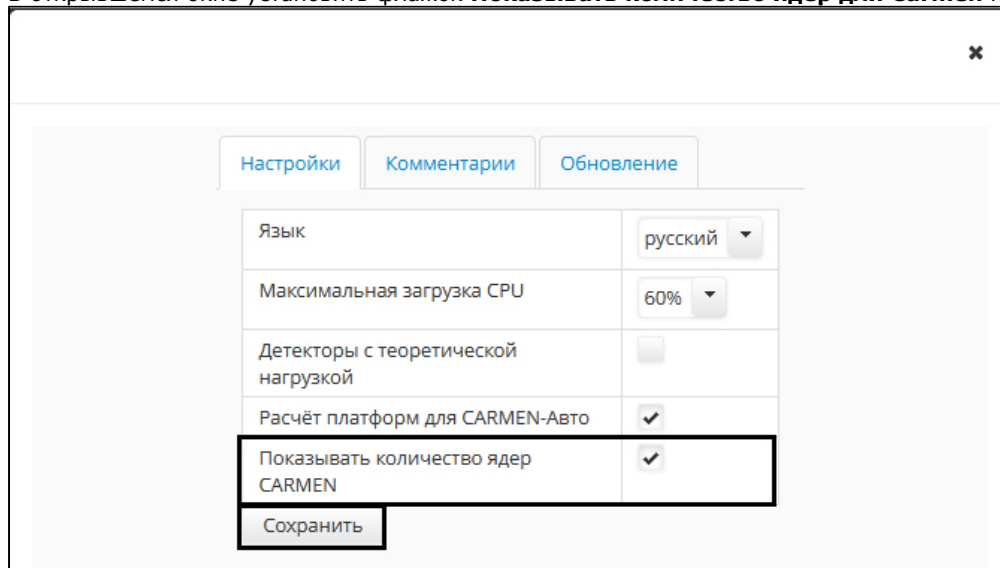 Настройки
Комментарии
Обновление
Язык
русский
Максимальная загрузка CPU
60%
Детекторы с теоретической
нагрузкой
Расчёт платформ для CARMEN-Авто
Показывать количество ядер
CARMEN
Сохранить